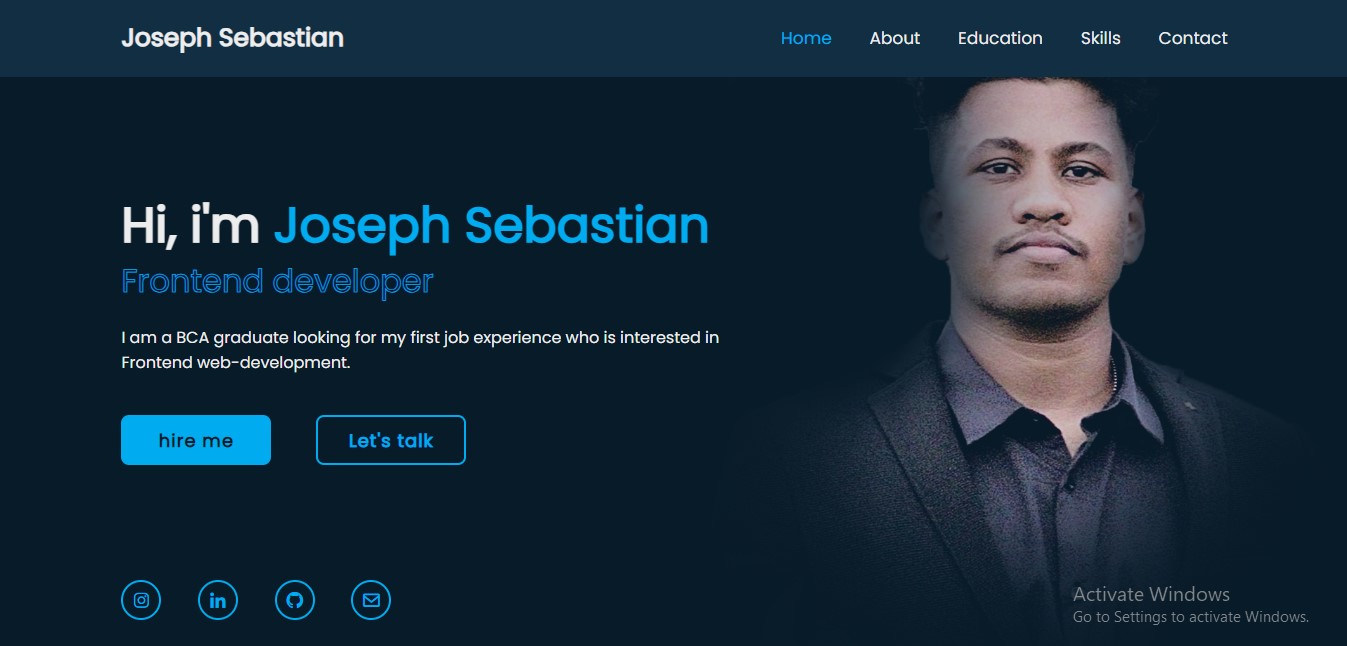 Joseph Sebastian
Home About Education Skills Contact
Hi, i'm Joseph Sebastian
Frontend developer
I am a BCA graduate looking for my first job experience who is interested in
Frontend web-development.
hire me Let's talk
in
Activate Windows
Go to Settings to activate Windows.